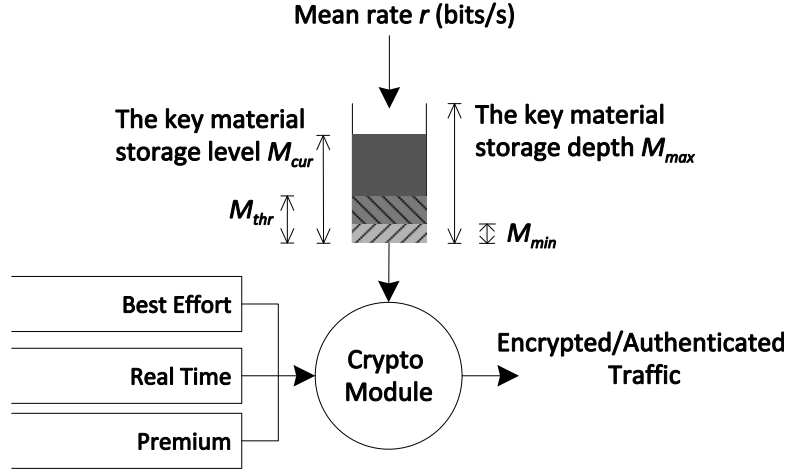 Mean rate r (bits/s)
The key material
storage level Mcur
The key material
storage depth Mmax
Mthr
Mmin
Best Effort
Real Time
Premium
Crypto
Module
Encrypted/Authenticated
Traffic